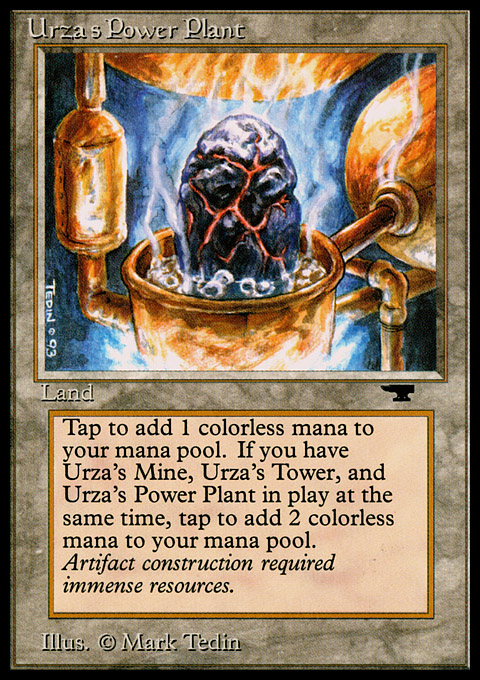 Urza's Power Plant
TEDIN © 93
Land
Tap to add 1 colorless mana to
your mana pool. If you have
Urza's Mine, Urza's Tower, and
Urza's Power Plant in play at the
same time, tap to add 2 colorless
mana to your mana pool.
Artifact construction required
immense resources.
Illus. © Mark Tedin